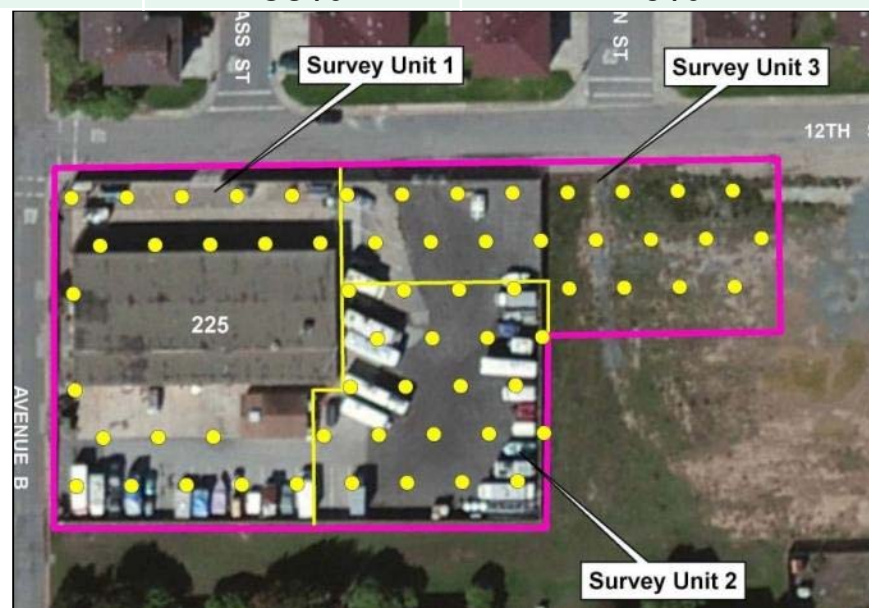 ASS ST
N ST
Survey Unit 1
Survey Unit 3
12TH
225
AVENUE B
Survey Unit 2